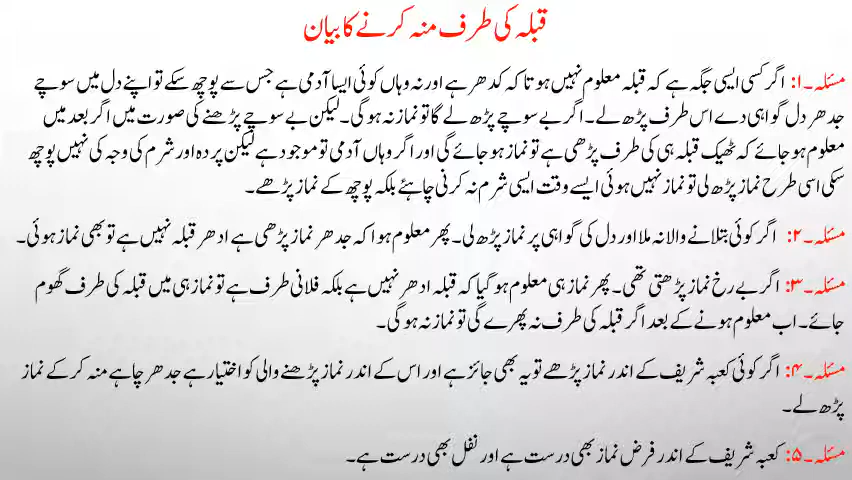 قبلہ کی طرف منہ کرنے کا بیان
مسئلہ۔۱: اگر کسی ایسی جگہ ہے کہ قبلہ معلوم نہیں ہوتا کہ کدھر ہے اور نہ وہاں کوئی ایسا آدمی ہے جس سے پوچھ سکے تو اپنے دل میں سوچے
جدھر دل گواہی دے اس طرف پڑھ لے۔ اگر بے سوچے پڑھ لے گا تو نماز نہ ہوگی۔ لیکن بے سوچے پڑھنے کی صورت میں اگر بعد میں
معلوم ہو جائے کہ ٹھیک قبلہ ہی کی طرف پڑھی ہے تو نماز ہو جائے گی اور اگر وہاں آدمی تو موجود ہے لیکن پردہ اور شرم کی وجہ کی نہیں پوچھ
سکی اسی طرح نماز پڑھ لی تو نماز نہیں ہوئی ایسے وقت ایسی شرم نہ کرنی چاہئے بلکہ پوچھ کے نماز پڑھے۔
مسئلہ۔۲: اگر کوئی بتلانے والا نہ ملا اور دل کی گواہی پر نماز پڑھ لی۔ پھر معلوم ہوا کہ جدھر نماز پڑھی ہے ادھر قبلہ نہیں ہے تو بھی نماز ہوئی۔
مسئلہ۔۳: اگر بے رخ نماز پڑھتی تھی۔ پھر نماز ہی معلوم ہو گیا کہ قبلہ ادھر نہیں ہے بلکہ فلانی طرف ہے تو نماز ہی میں قبلہ کی طرف گھوم
جائے۔ اب معلوم ہونے کے بعد اگر قبلہ کی طرف نہ پھرے گی تو نماز نہ ہوگی۔
مسئلہ۔۴: اگر کوئی کعبہ شریف کے اندر نماز پڑھے تو یہ بھی جائز ہے اور اس کے اندر نماز پڑھنے والی کو اختیار ہے جدھر چاہے منہ کر کے نماز
پڑھ لے۔
مسئلہ۔۵: کعبہ شریف کے اندر فرض نماز بھی درست ہے اور نفل بھی درست ہے۔